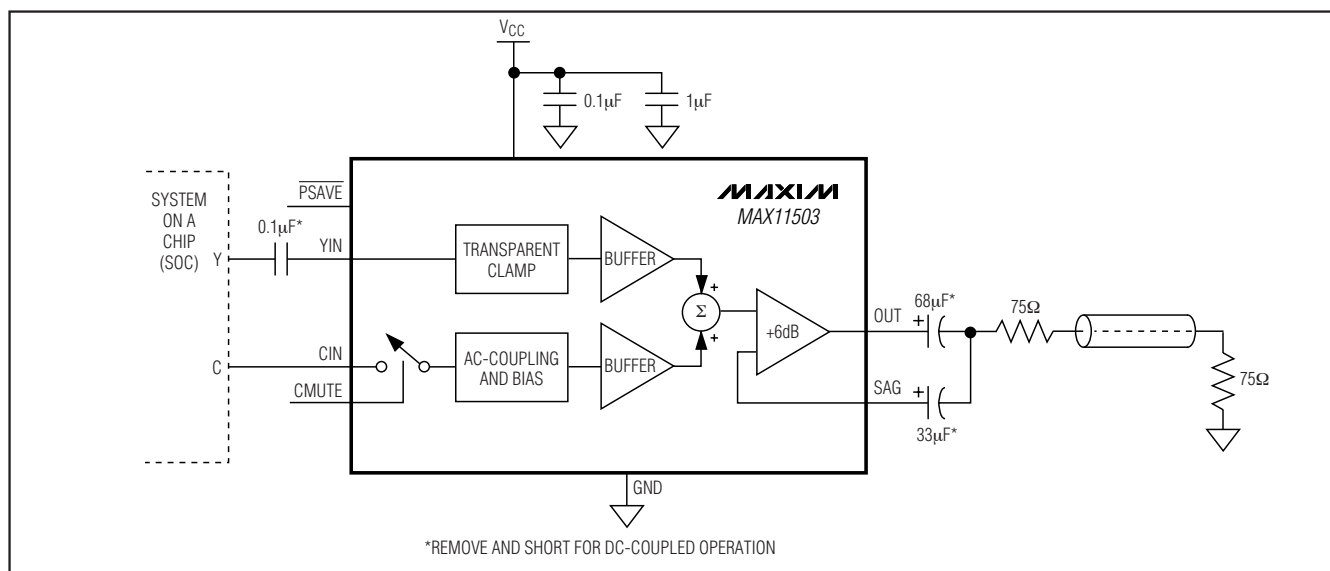 VCC
0.1µF
1µF
SYSTEM
ON A
CHIP
(SOC)
Y
C
0.1µF*
PSAVE
YIN
CIN
CMUTE
MAXIM
MAX11503
TRANSPARENT
CLAMP
BUFFER
AC-COUPLING
AND BIAS
BUFFER
+
Σ
+
+6dB
OUT
SAG
68µF*
+
33µF*
+
75Ω
75Ω
GND
*REMOVE AND SHORT FOR DC-COUPLED OPERATION